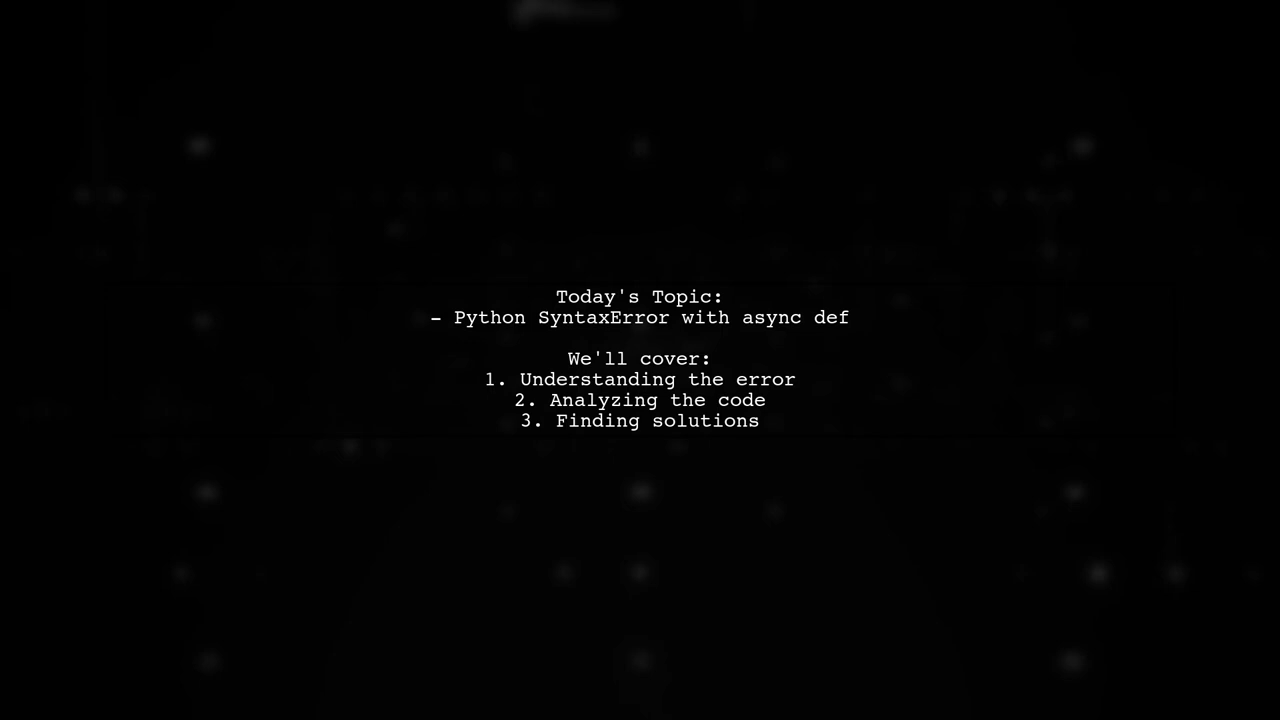 Today's Topic:
- Python SyntaxError with async def
We'll cover:
1. Understanding the error
2. Analyzing the code
3. Finding solutions